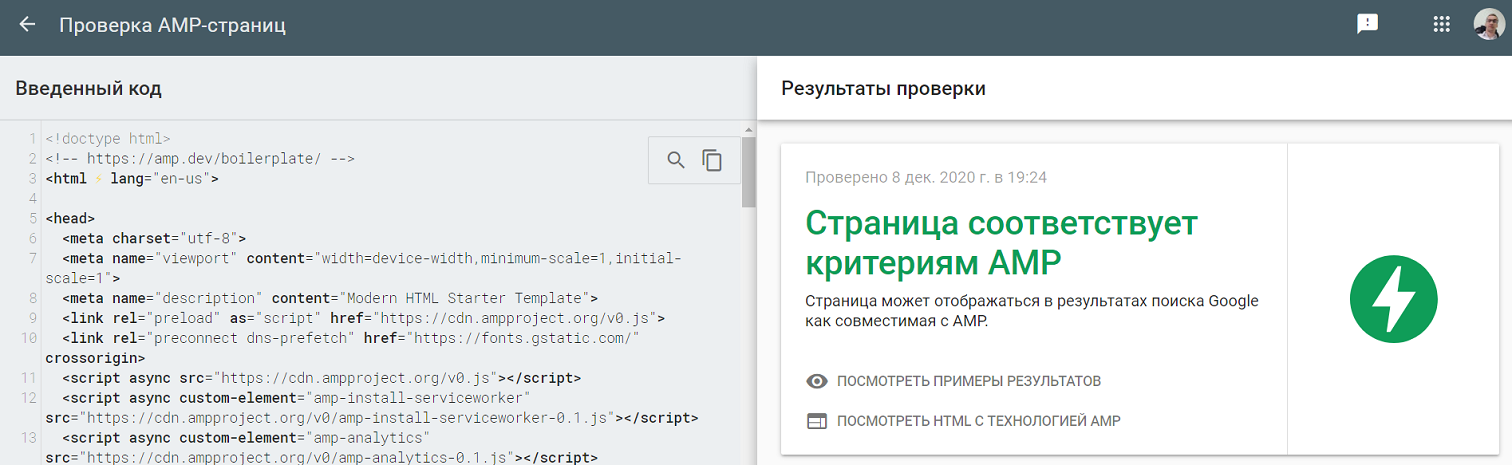 Проверка AMP-страниц
Введенный код
1 <!doctype html>
2 <!-- https://amp.dev/boilerplate/ -->
3 <html ⚡ lang="en-us">
4
5 <head>
6 <meta charset="utf-8">
7 <meta name="viewport" content="width=device-width,minimum-scale=1,initial-
scale=1">
8 <meta name="description" content="Modern HTML Starter Template">
9 <link rel="preload" as="script" href="https://cdn.ampproject.org/v0.js">
10 <link rel="preconnect dns-prefetch" href="https://fonts.gstatic.com/"
crossorigin>
11 <script async src="https://cdn.ampproject.org/v0.js"></script>
12 <script async custom-element="amp-install-serviceworker"
src="https://cdn.ampproject.org/v0/amp-install-serviceworker-0.1.js"></script>
13 <script async custom-element="amp-analytics"
src="https://cdn.ampproject.org/v0/amp-analytics-0.1.js"></script>
Результаты проверки
Проверено 8 дек. 2020 г. в 19:24
Страница соответствует
критериям AMP
Страница может отображаться в результатах поиска Google
как совместимая с AMP.
ПОСМОТРЕТЬ ПРИМЕРЫ РЕЗУЛЬТАТОВ
ПОСМОТРЕТЬ HTML С ТЕХНОЛОГИЕЙ AMP